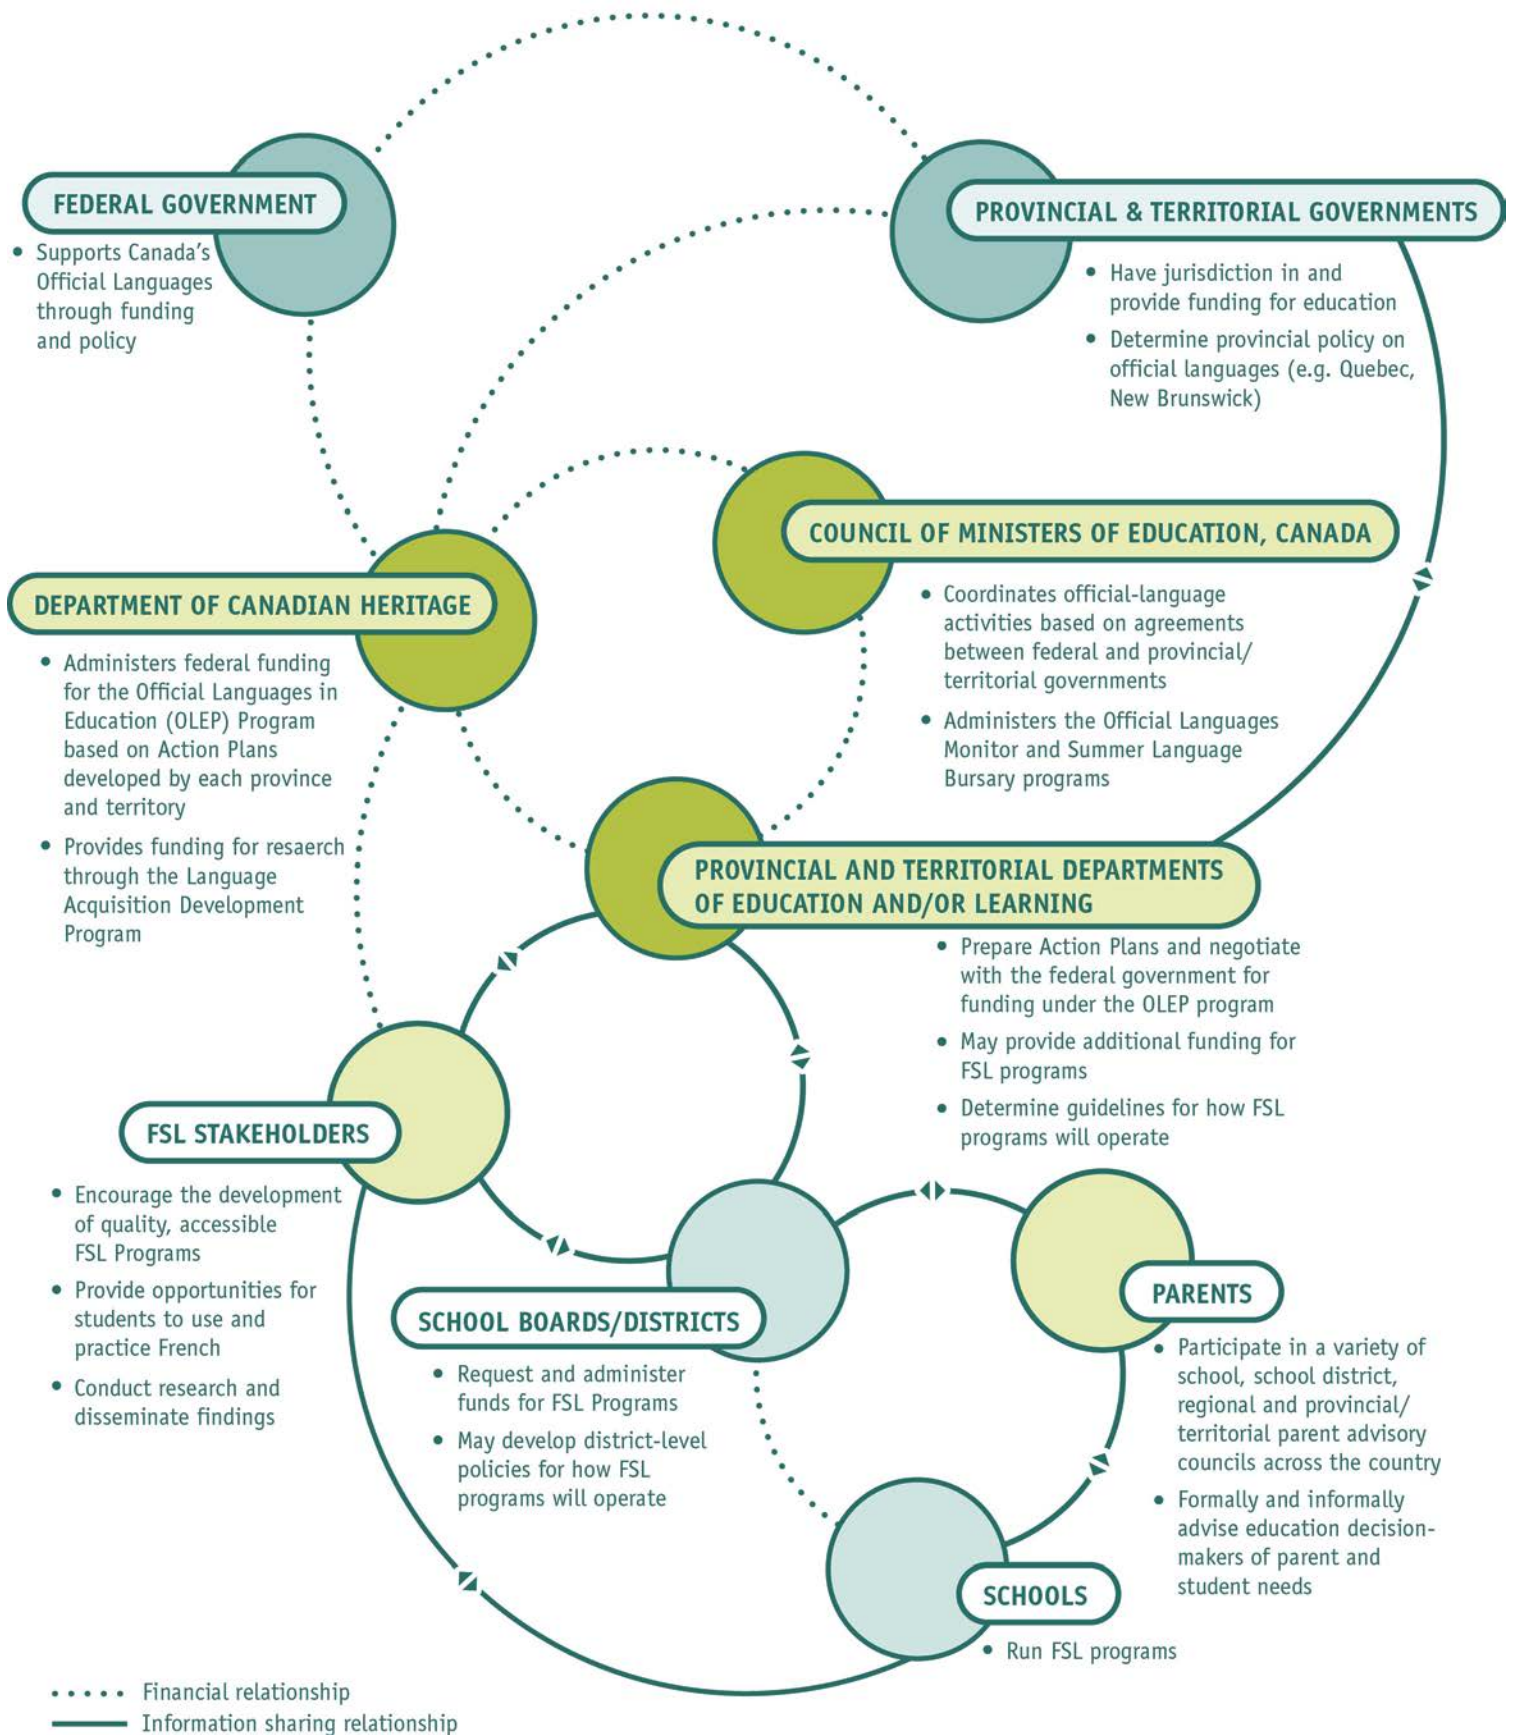 FEDERAL GOVERNMENT
• Supports Canada's
Official Languages
through funding
and policy
PROVINCIAL & TERRITORIAL GOVERNMENTS
• Have jurisdiction in and
provide funding for education
• Determine provincial policy on
official languages (e.g. Quebec,
New Brunswick)
COUNCIL OF MINISTERS OF EDUCATION, CANADA
• Coordinates official-language
activities based on agreements
between federal and provincial/
territorial governments
• Administers the Official Languages
Monitor and Summer Language
Bursary programs
DEPARTMENT OF CANADIAN HERITAGE
• Administers federal funding
for the Official Languages in
Education (OLEP) Program
based on Action Plans
developed by each province
and territory
• Provides funding for resaerch
through the Language
Acquisition Development
Program
PROVINCIAL AND TERRITORIAL DEPARTMENTS
OF EDUCATION AND/OR LEARNING
• Prepare Action Plans and negotiate
with the federal government for
funding under the OLEP program
• May provide additional funding for
FSL programs
• Determine guidelines for how FSL
programs will operate
FSL STAKEHOLDERS
• Encourage the development
of quality, accessible
FSL Programs
• Provide opportunities for
students to use and
practice French
• Conduct research and
disseminate findings
SCHOOL BOARDS/DISTRICTS
• Request and administer
funds for FSL Programs
• May develop district-level
policies for how FSL
programs will operate
PARENTS
• Participate in a variety of
school, school district,
regional and provincial/
territorial parent advisory
councils across the country
• Formally and informally
advise education decision-
makers of parent and
student needs
SCHOOLS
• Run FSL programs
Financial relationship
Information sharing relationship